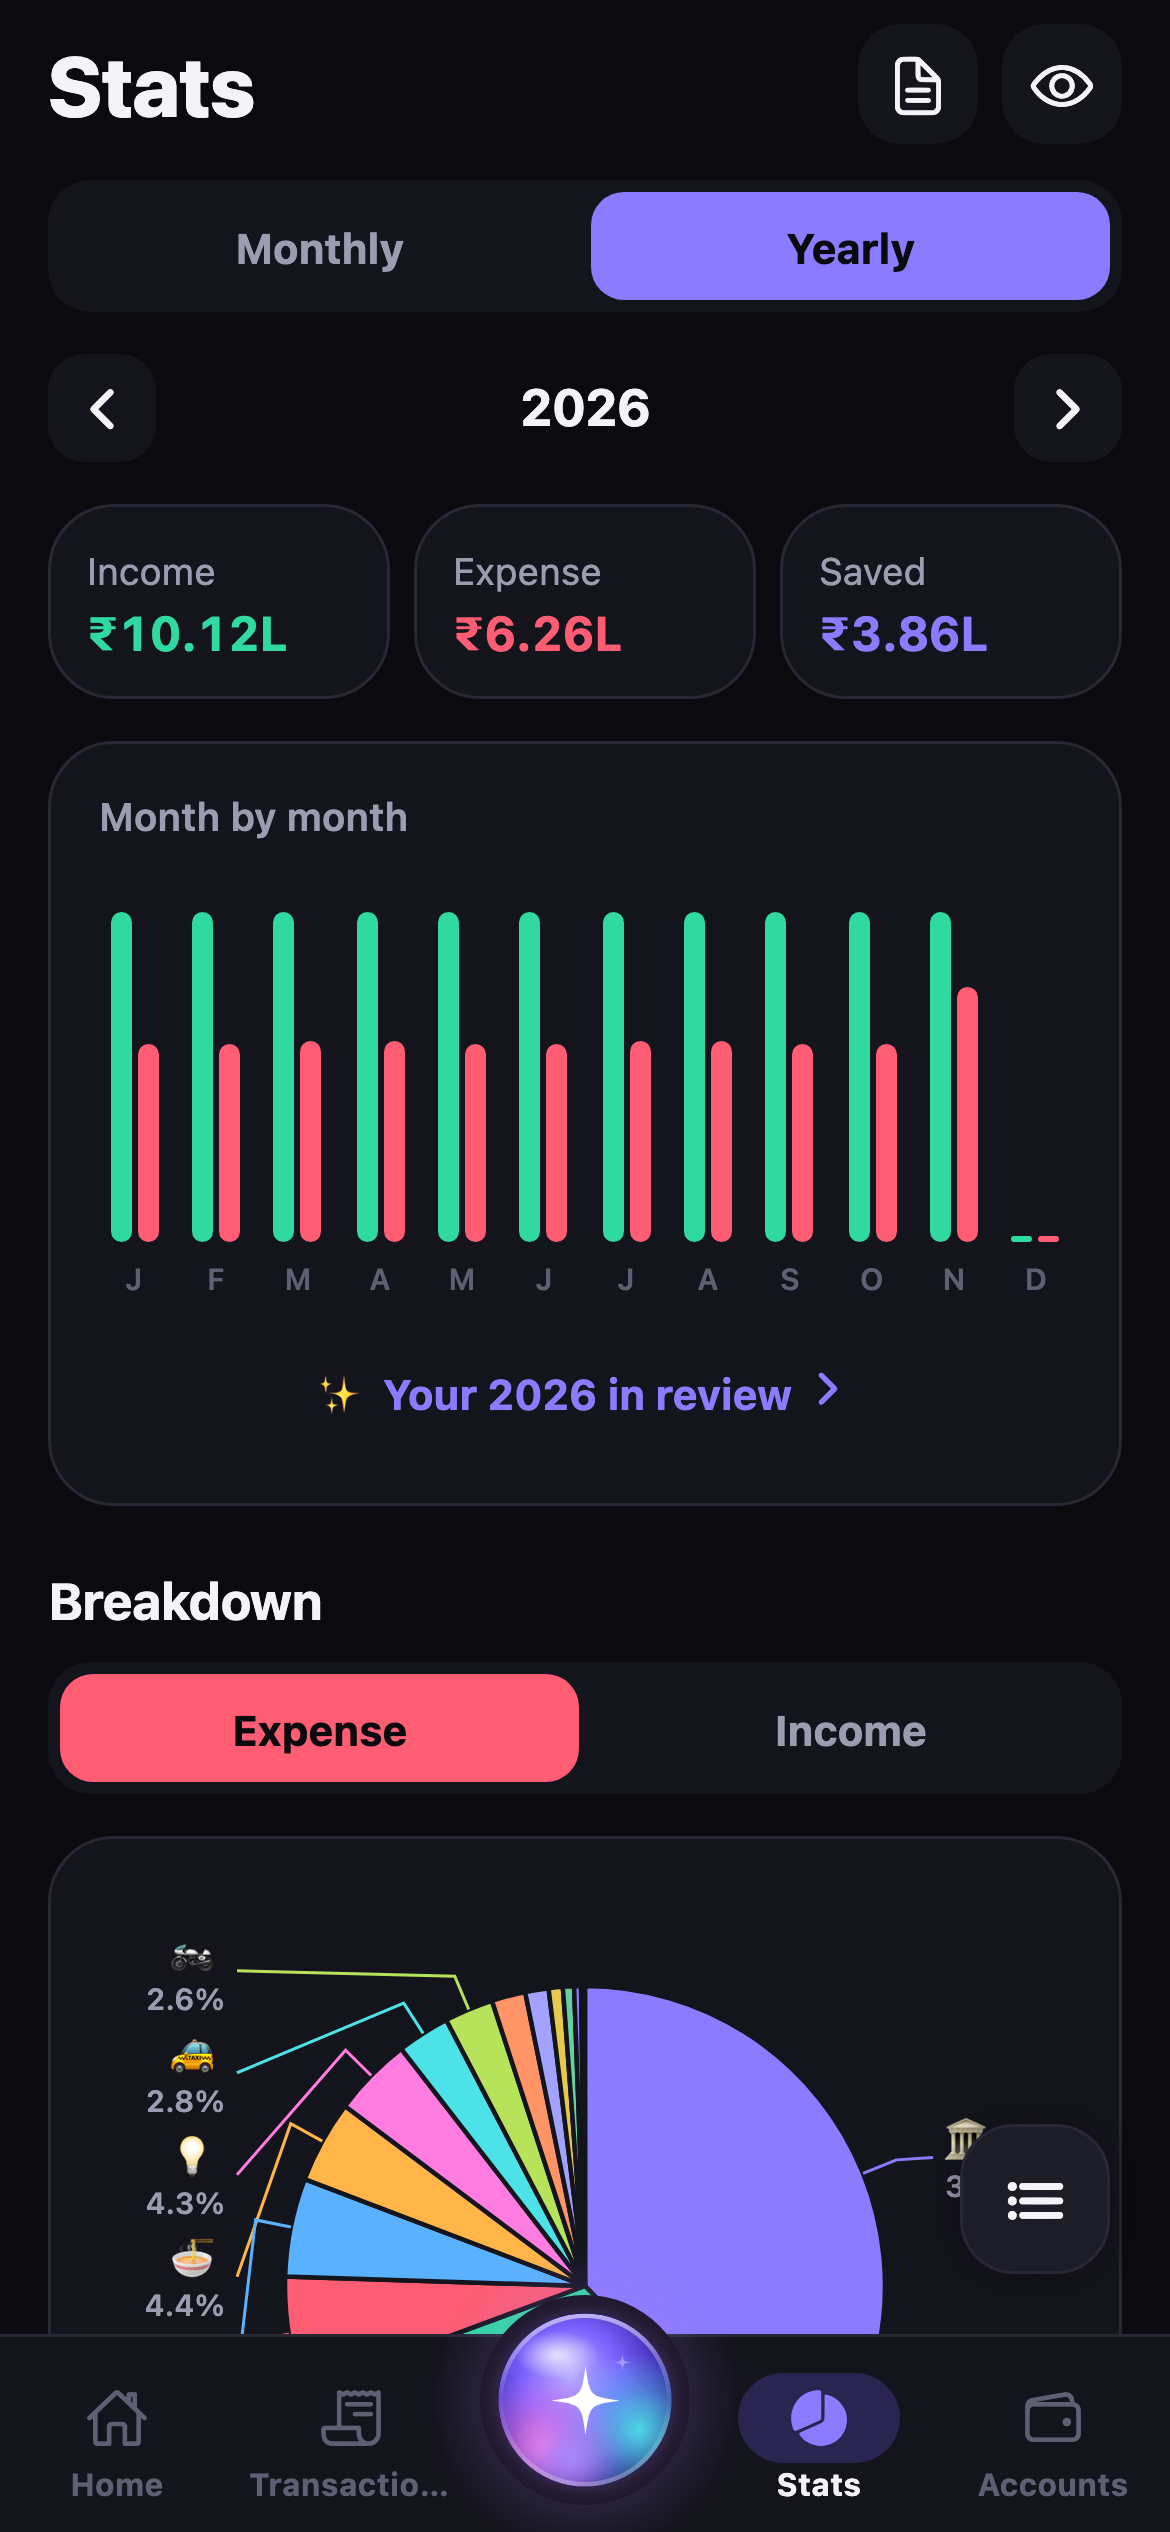 Stats
Monthly
Yearly
2026
Income
₹10.12L
Expense
₹6.26L
Saved
₹3.86L
Month by month
J F M A M J J A S O N D
✨ Your 2026 in review
Breakdown
Expense
Income
2.6%
TAXI
2.8%
4.3%
4.4%
Home
Transactio...
Stats
Accounts